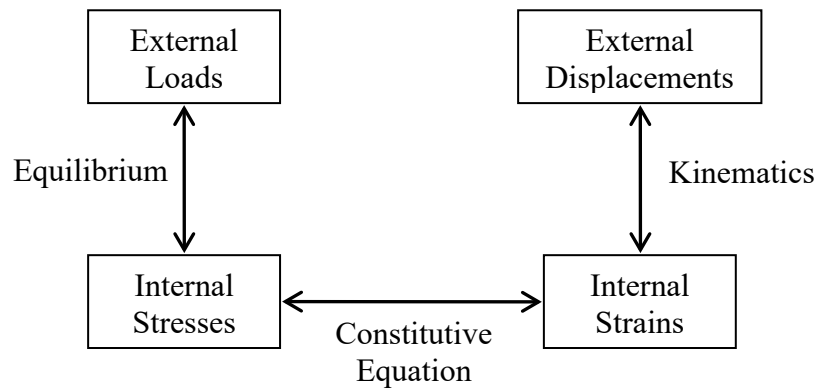 External
Loads
External
Displacements
Equilibrium
Kinematics
Internal
Stresses
Internal
Strains
Constitutive
Equation